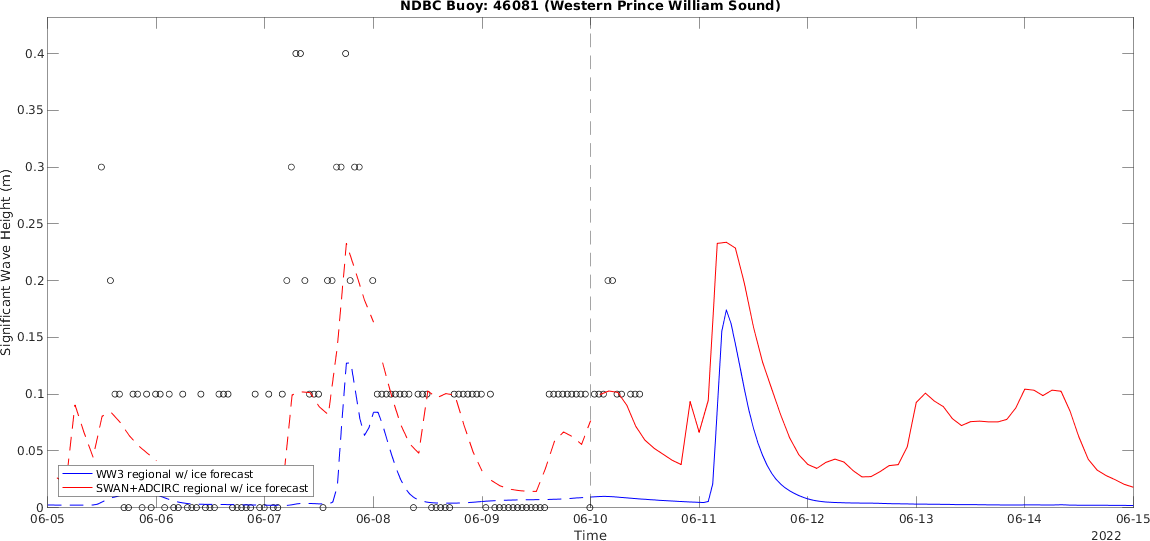 NDBC Buoy: 46081 (Western Prince William Sound)
Significant Wave Height (m)
0.4
0.35
0.3
0.25
0.2
0.15
0.1
0.05
0
WW3 regional w/ ice forecast
SWAN+ADCIRC regional w/ ice forecast
06-05 06-06 06-07 06-08 06-09 06-10 06-11 06-12 06-13 06-14 06-15
Time
2022